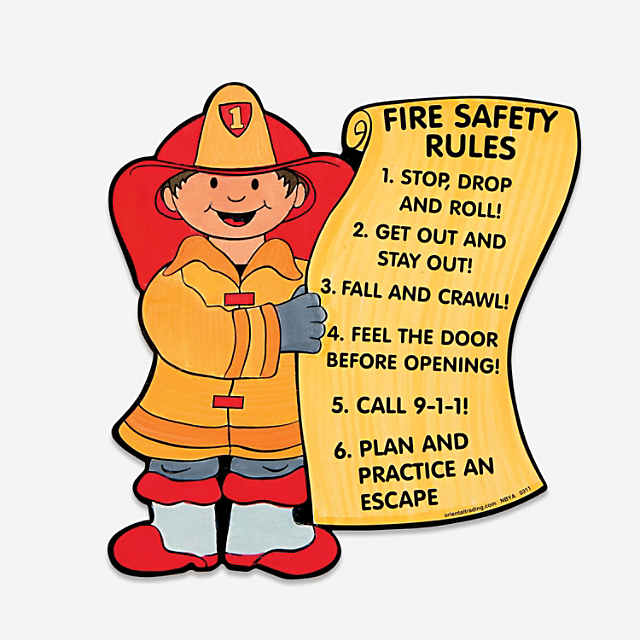 1
FIRE SAFETY
RULES
1. STOP, DROP
AND ROLL!
2. GET OUT AND
STAY OUT!
3. FALL AND CRAWL!
4. FEEL THE DOOR
BEFORE OPENING!
5. CALL 9-1-1!
6. PLAN AND
PRACTICE AN
ESCAPE
orientaltrading.com NBYA 0311